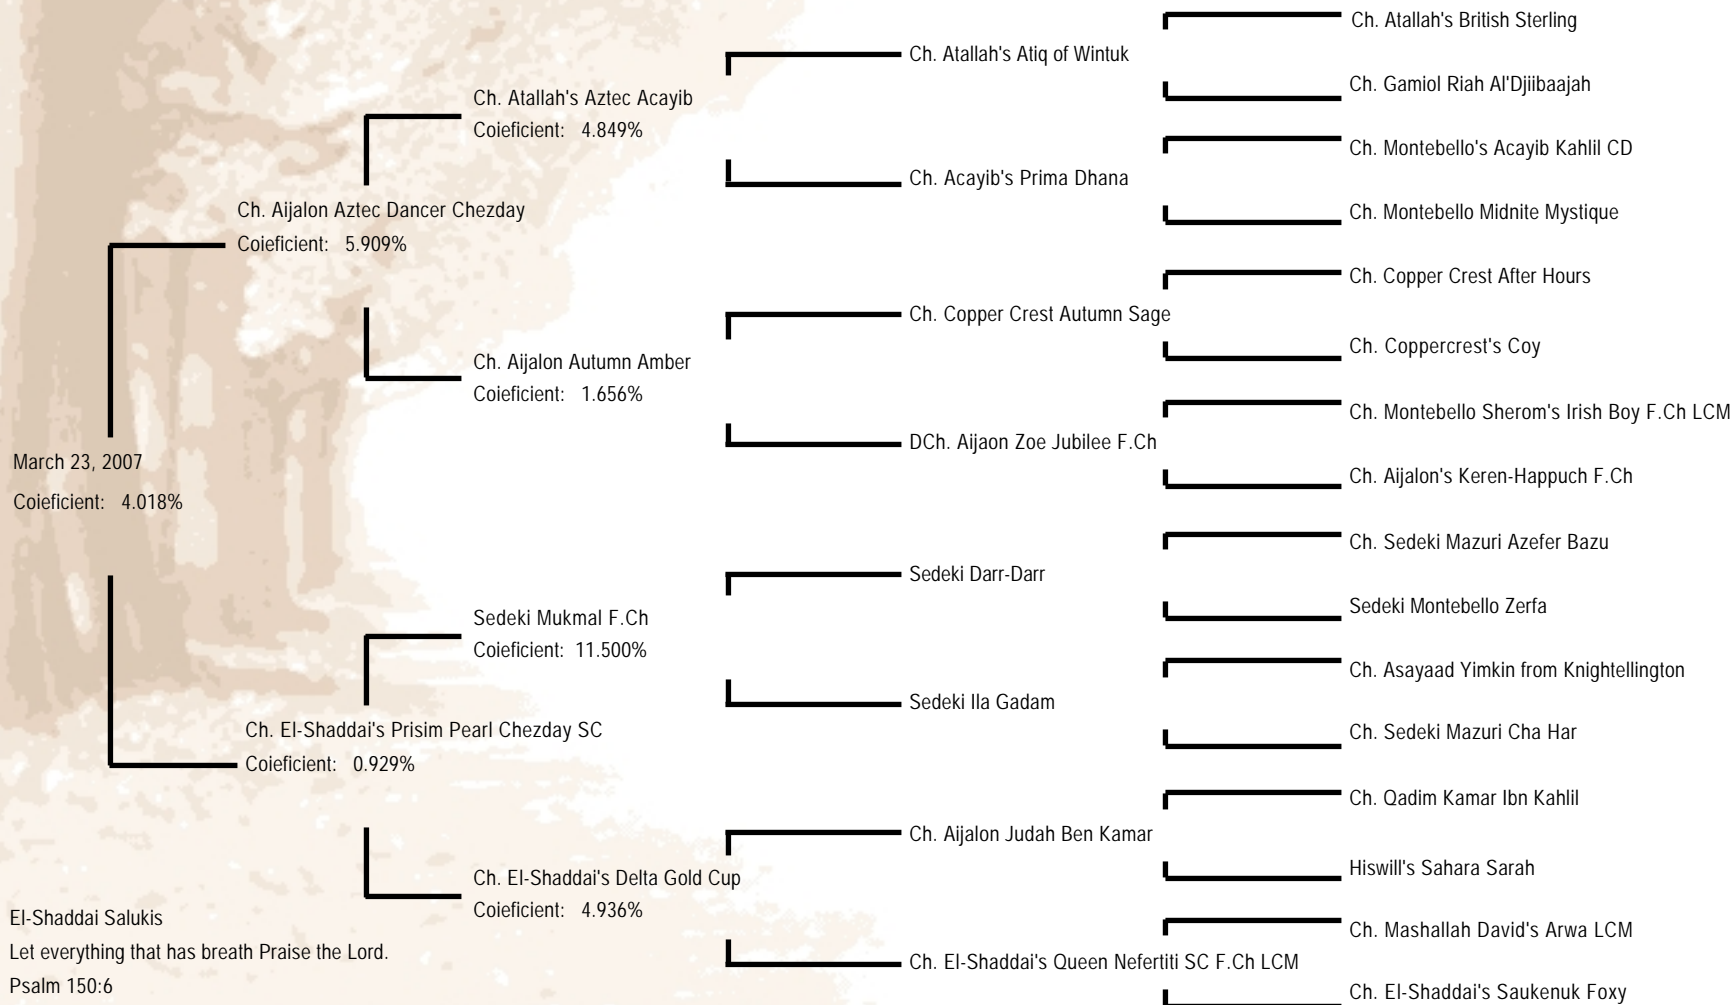 March 23, 2007
Coieficient: 4.018%
Ch. Aijalon Aztec Dancer Chezday
Coieficient: 5.909%
Ch. El-Shaddai's Prisim Pearl Chezday SC
Coieficient: 0.929%
Ch. Atallah's Aztec Acayib
Coieficient: 4.849%
Ch. Aijalon Autumn Amber
Coieficient: 1.656%
Sedeki Mukmal F.Ch
Coieficient: 11.500%
Ch. El-Shaddai's Delta Gold Cup
Coieficient: 4.936%
Ch. Atallah's Atiq of Wintuk
Ch. Acayib's Prima Dhana
Ch. Copper Crest Autumn Sage
DCh. Aijaon Zoe Jubilee F.Ch
Sedeki Darr-Darr
Sedeki Ila Gadam
Ch. Aijalon Judah Ben Kamar
Ch. El-Shaddai's Queen Nefertiti SC F.Ch LCM
Ch. Atallah's British Sterling
Ch. Gamiol Riah Al'Djiibaajah
Ch. Montebello's Acayib Kahlil CD
Ch. Montebello Midnite Mystique
Ch. Copper Crest After Hours
Ch. Coppercrest's Coy
Ch. Montebello Sherom's Irish Boy F.Ch LCM
Ch. Aijalon's Keren-Happuch F.Ch
Ch. Sedeki Mazuri Azefer Bazu
Sedeki Montebello Zerfa
Ch. Asayaad Yimkin from Knightellington
Ch. Sedeki Mazuri Cha Har
Ch. Qadim Kamar Ibn Kahlil
Hiswill's Sahara Sarah
Ch. Mashallah David's Arwa LCM
Ch. El-Shaddai's Saukenuk Foxy
El-Shaddai Salukis
Let everything that has breath Praise the Lord.
Psalm 150:6